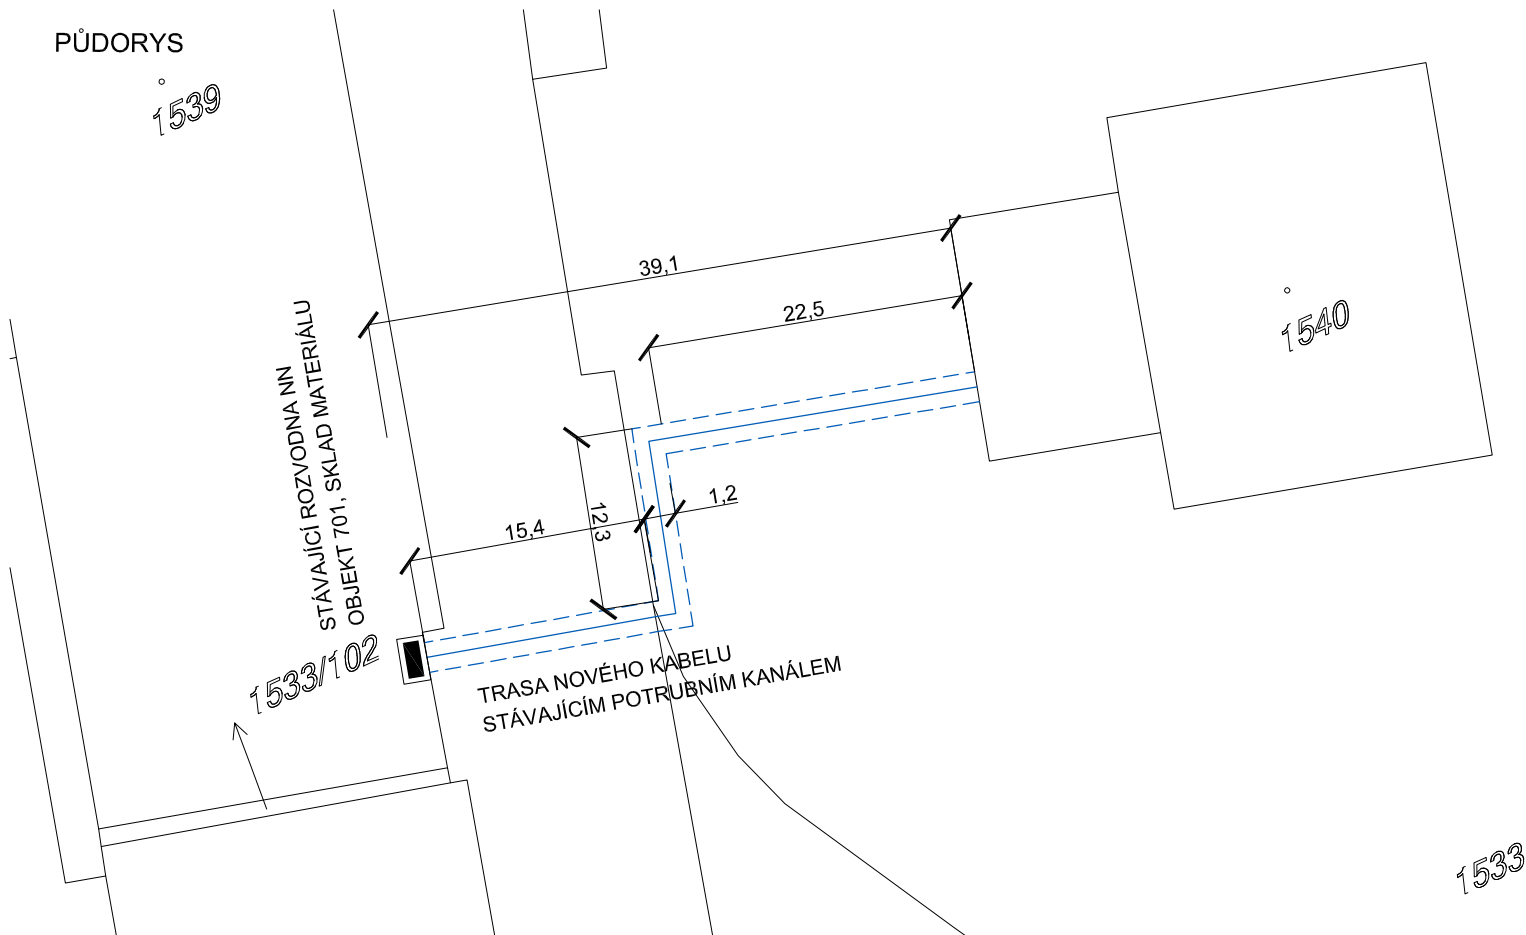 PŮDORYS
1539
39,1
22,5
1540
STÁVAJÍCÍ ROZVODNA NN
OBJEKT 701, SKLAD MATERIÁLU
15,4
12,3
1,2
1533/102
TRASA NOVÉHO KABELU
STÁVAJÍCÍM POTRUBNÍM KANÁLEM
1533